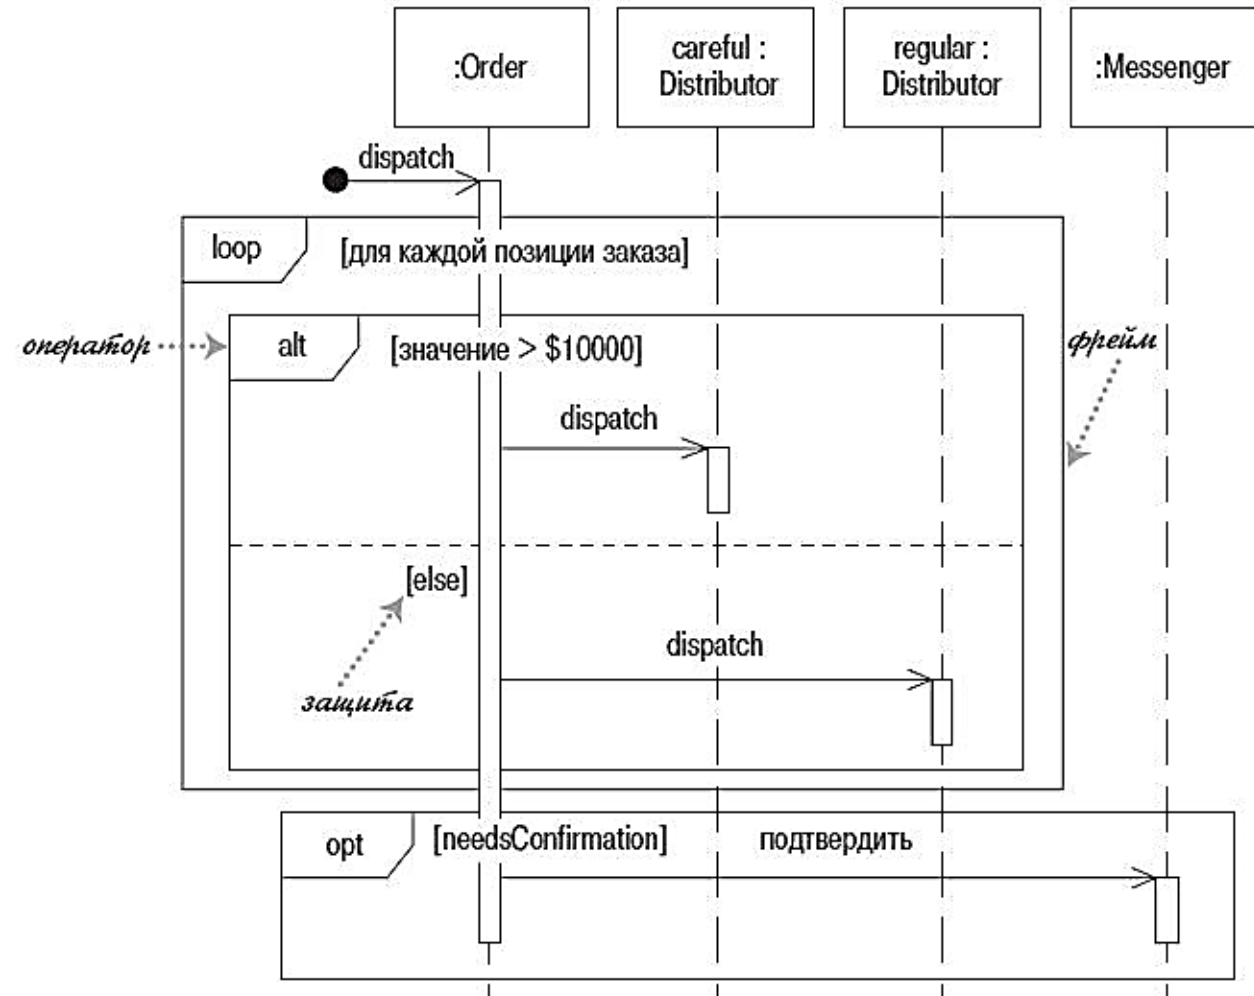 :Order
careful :
Distributor
regular :
Distributor
:Messenger
dispatch
loop
[для каждой позиции заказа]
оператор
alt
[значение > $10000]
фрейм
dispatch
[else]
dispatch
защита
opt
[needsConfirmation]
подтвердить